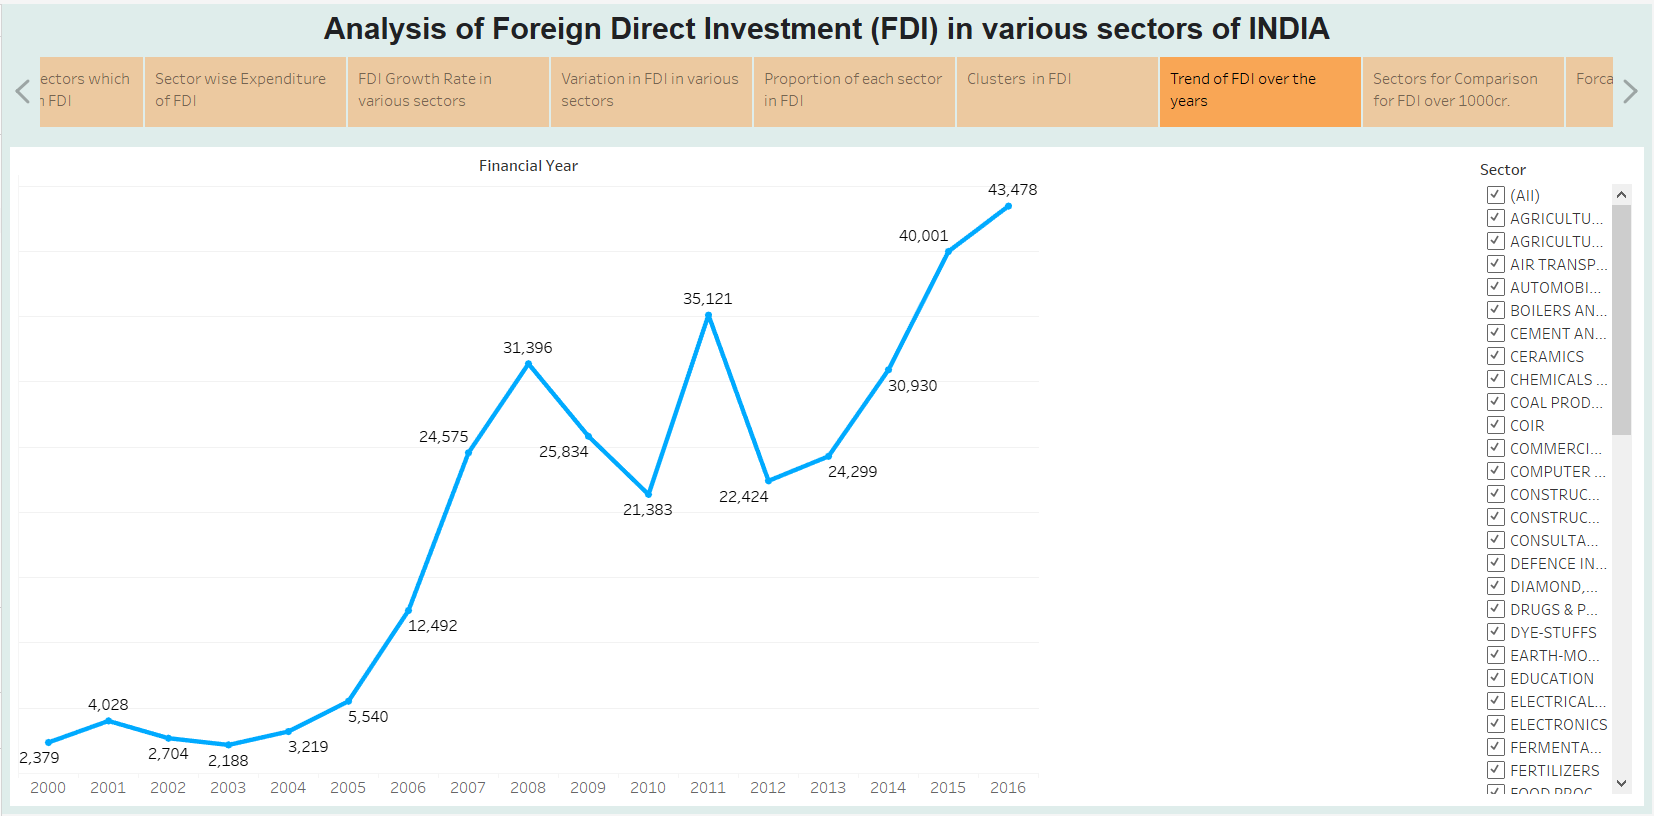 Analysis of Foreign Direct Investment (FDI) in various sectors of INDIA
ectors which
n FDI
Sector wise Expenditure
of FDI
FDI Growth Rate in
various sectors
Variation in FDI in various
sectors
Proportion of each sector
in FDI
Clusters in FDI
Trend of FDI over the
years
Sectors for Comparison
for FDI over 1000cr.
Forca
Financial Year
43,478
40,001
35,121
31,396
30,930
24,575
25,834
24,299
22,424
21,383
12,492
5,540
4,028
3,219
2,704
2,188
2,379
2000 2001 2002 2003 2004 2005 2006 2007 2008 2009 2010 2011 2012 2013 2014 2015 2016
Sector
(All)
AGRICULTU...
AGRICULTU...
AIR TRANSP...
AUTOMOBI...
BOILERS AN...
CEMENT AN...
CERAMICS
CHEMICALS ...
COAL PROD...
COIR
COMMERCI...
COMPUTER ...
CONSTRUC...
CONSTRUC...
CONSULTA...
DEFENCE IN...
DIAMOND,...
DRUGS & P...
DYE-STUFFS
EARTH-MO...
EDUCATION
ELECTRICAL...
ELECTRONICS
FERMENTA...
FERTILIZERS
FOOD PROC...